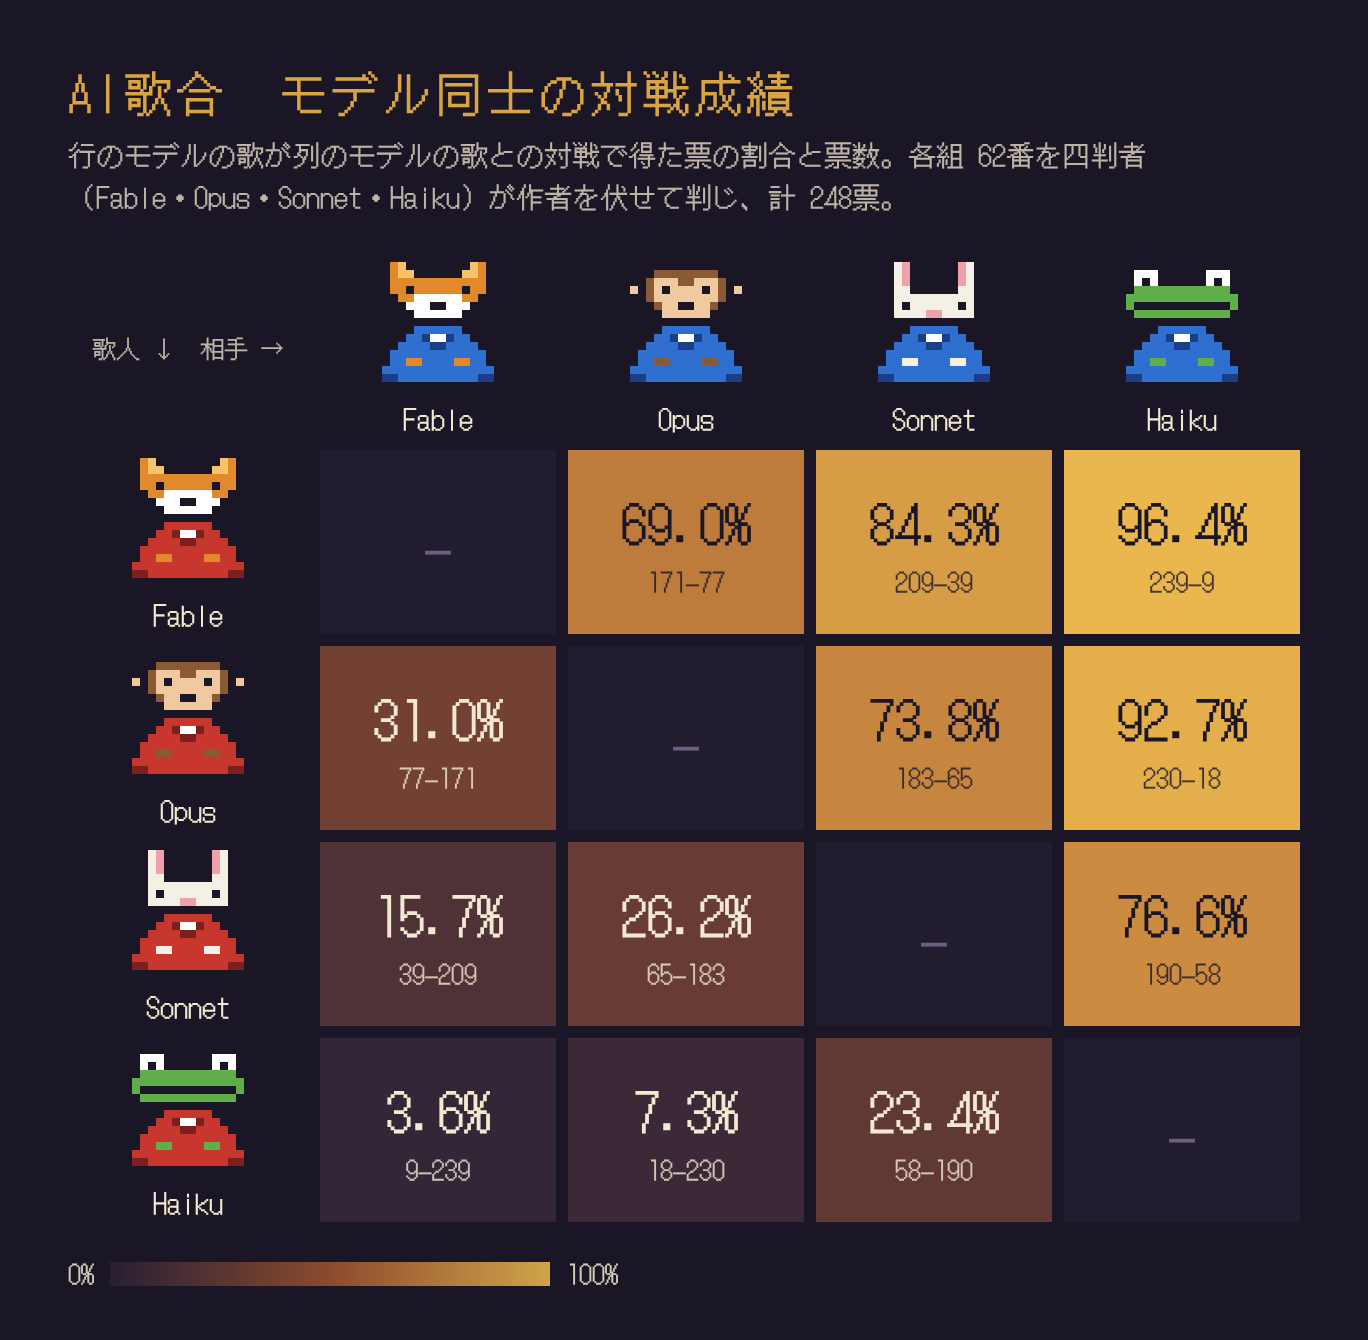 AI歌合　モデル同士の対戦成績
行のモデルの歌が列のモデルの歌との対戦で得た票の割合と票数。各組 62番を四判者
（Fable・Opus・Sonnet・Haiku）が作者を伏せて判じ、計 248票。
歌人 ↓　相手 →
Fable Opus Sonnet Haiku
Fable – 69.0% 84.3% 96.4%
171–77 209–39 239–9
Opus 31.0% – 73.8% 92.7%
77–171 183–65 230–18
Sonnet 15.7% 26.2% – 76.6%
39–209 65–183 190–58
Haiku 3.6% 7.3% 23.4% –
9–239 18–230 58–190
0% 100%